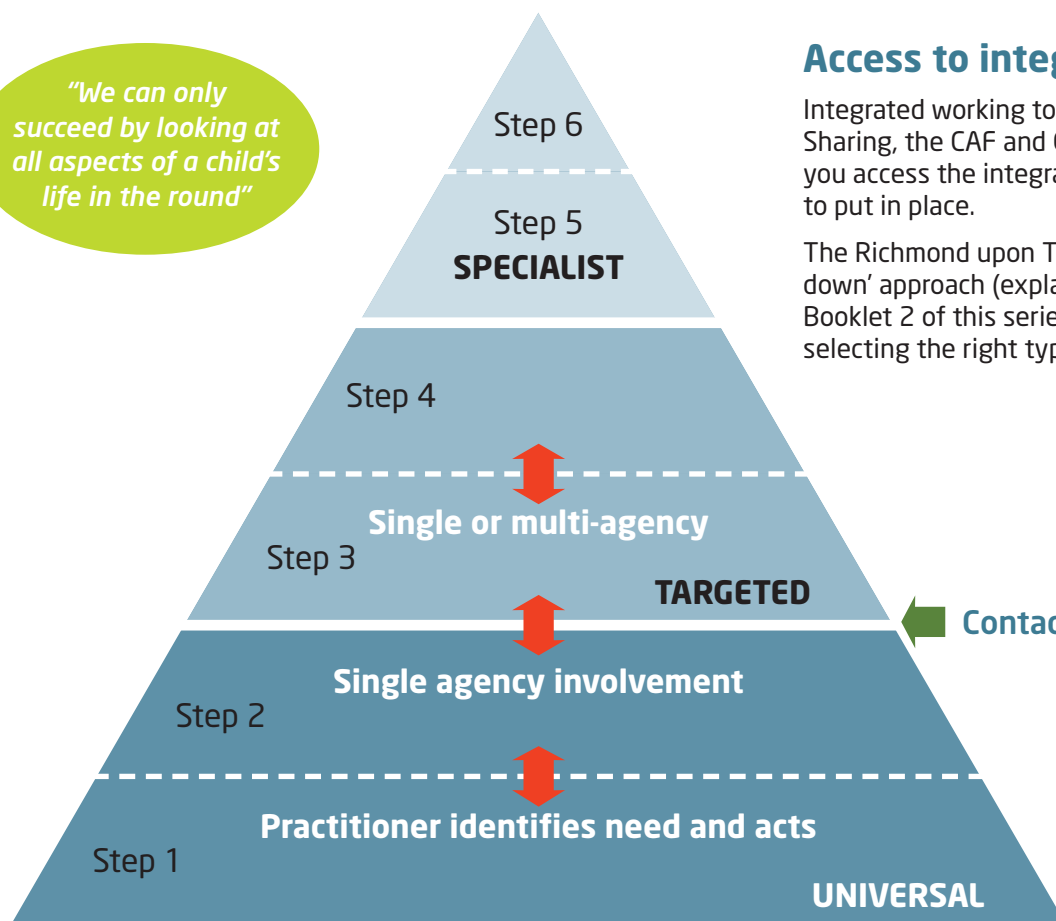 "We can only
succeed by looking at
all aspects of a child's
life in the round"
Access to integ
Integrated working to
Sharing, the CAF and
you access the integra
to put in place.
The Richmond upon T
down' approach (expla
Booklet 2 of this serie
selecting the right typ
Step 6
Step 5
SPECIALIST
Step 4
Single or multi-agency
Step 3
TARGETED
Contac
Single agency involvement
Step 2
Practitioner identifies need and acts
Step 1
UNIVERSAL